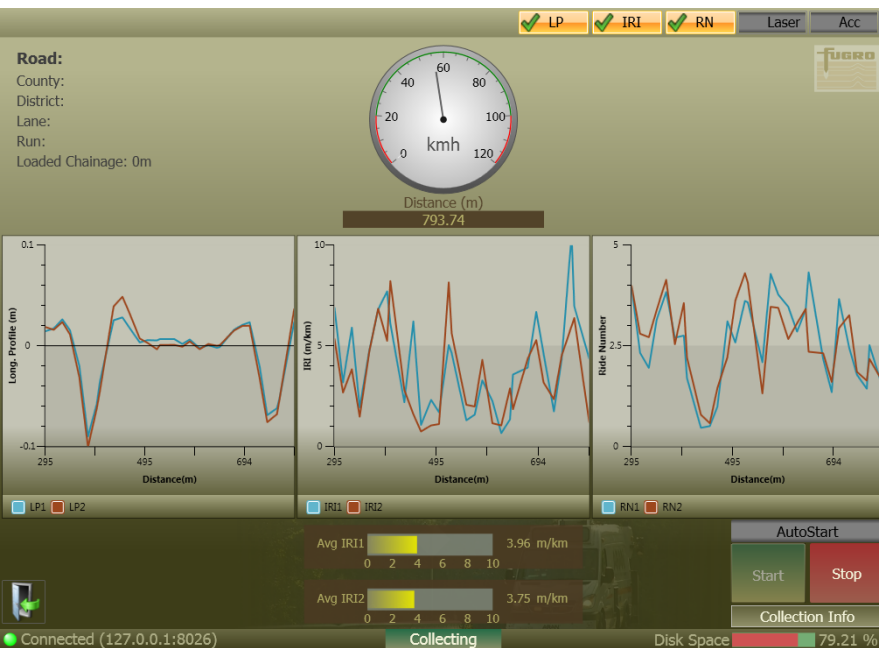 LP IRI RN Laser Acc
Road:
County:
District:
Lane:
Run:
Loaded Chainage: 0m
FUGRO
0 20 40 60 80 100 120
kmh
Distance (m)
793.74
0.1
0
-0.1
Long. Profile (m)
295 495 694
Distance(m)
LP1 LP2
10
5
0
IRI (m/km)
295 495 694
Distance(m)
IRI1 IRI2
5
2.5
0
Ride Number
295 495 694
Distance(m)
RN1 RN2
Avg IRI1 3.96 m/km
0 2 4 6 8 10
Avg IRI2 3.75 m/km
0 2 4 6 8 10
AutoStart
Start Stop
Collection Info
Connected (127.0.0.1:8026) Collecting Disk Space 79.21 %